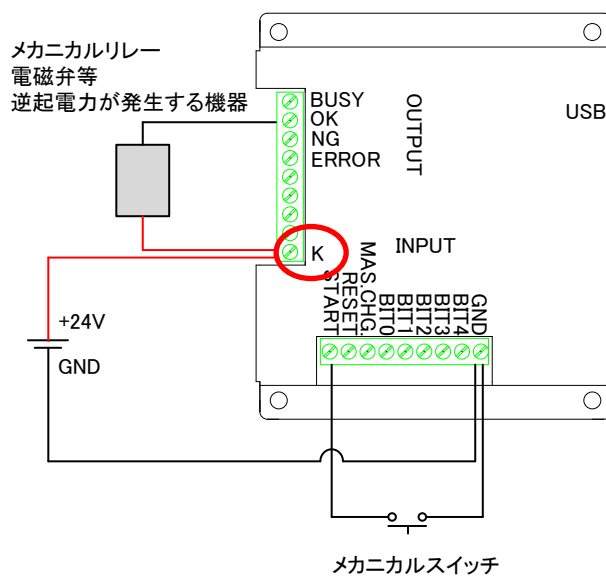 メカニカルリレー
電磁弁等
逆起電力が発生する機器
BUSY
OK
NG
ERROR
OUTPUT
USB
K
INPUT
START
RESET
MAS.CHG.
BIT0
BIT1
BIT2
BIT3
BIT4
GND
+24V
GND
メカニカルスイッチ